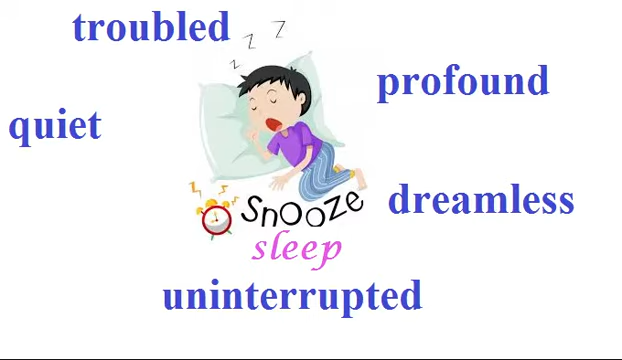 troubled
z z z
profound
quiet
dreamless
snOOze
sleep
uninterrupted